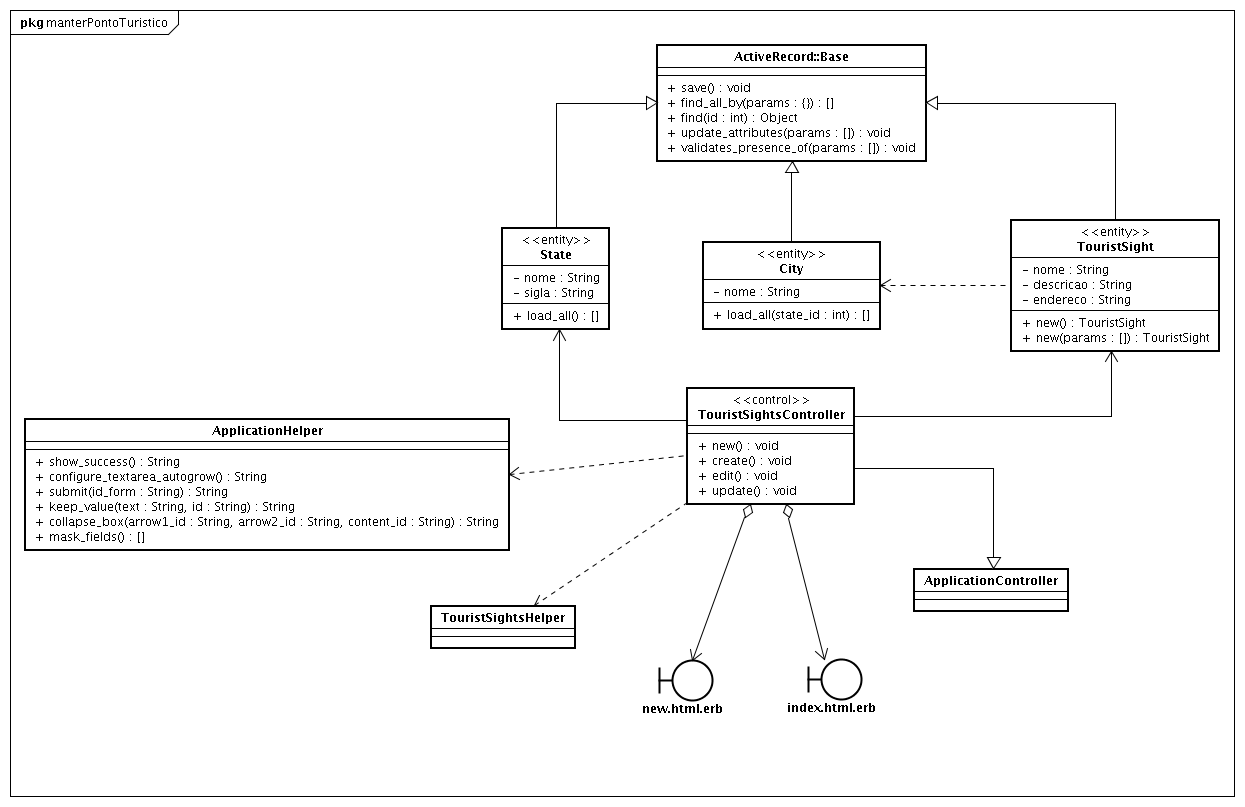 pkg manterPontoTuristico
ActiveRecord::Base
+ save() : void
+ find_all_by(params : {}) : []
+ find(id : int) : Object
+ update_attributes(params : []) : void
+ validates_presence_of(params : []) : void
<<entity>>
State
- nome : String
- sigla : String
+ load_all() : []
<<entity>>
City
- nome : String
+ load_all(state_id : int) : []
<<entity>>
TouristSight
- nome : String
- descricao : String
- endereco : String
+ new() : TouristSight
+ new(params : []) : TouristSight
<<control>>
TouristSightsController
+ new() : void
+ create() : void
+ edit() : void
+ update() : void
ApplicationHelper
+ show_success() : String
+ configure_textarea_autogrow() : String
+ submit(id_form : String) : String
+ keep_value(text : String, id : String) : String
+ collapse_box(arrow1_id : String, arrow2_id : String, content_id : String) : String
+ mask_fields() : []
ApplicationController
TouristSightsHelper
new.html.erb
index.html.erb